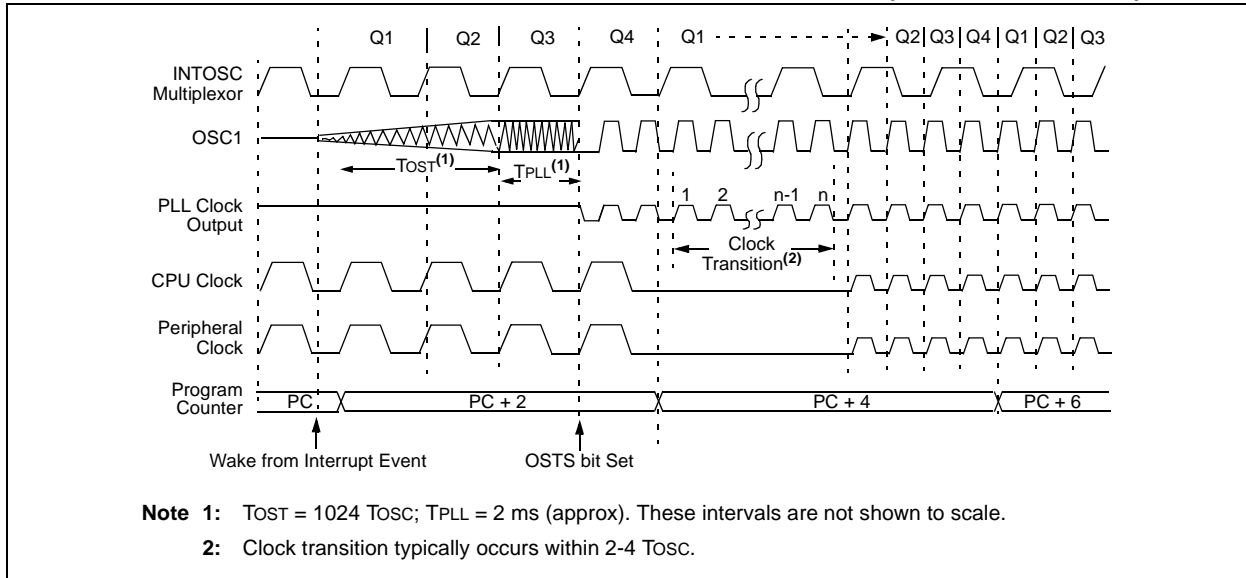 Q1 Q2 Q3 Q4 Q1 Q2 Q3 Q4 Q1 Q2 Q3
INTOSC
Multiplexor
OSC1
TOST(1)
TPLL(1)
PLL Clock
Output
1 2 n-1 n
Clock
Transition(2)
CPU Clock
Peripheral
Clock
Program
Counter
PC PC + 2 PC + 4 PC + 6
Wake from Interrupt Event
OSTS bit Set
Note 1: TOST = 1024 TOSC; TPLL = 2 ms (approx). These intervals are not shown to scale.
2: Clock transition typically occurs within 2-4 TOSC.